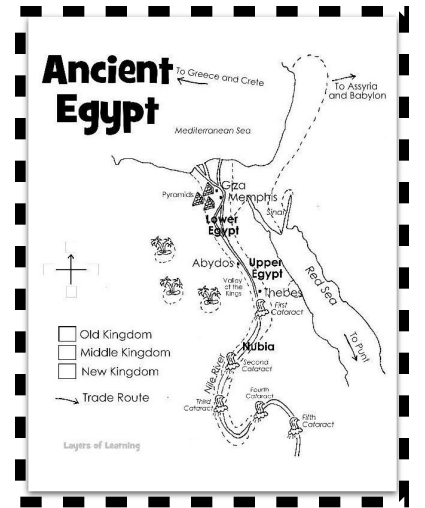 Ancient
Egypt
To Greece and Crete
To Assyria
and Babylon
Mediterranean Sea
Giza
Pyramids
Memphis
Sinai
Lower
Egypt
Abydos
Upper
Egypt
Valley
of the
Kings
Thebes
Red Sea
First
Cataract
To Punt
Nubia
Old Kingdom
Middle Kingdom
New Kingdom
Trade Route
Nile River
Second
Cataract
Third
Cataract
Fourth
Cataract
Fifth
Cataract
Layers of Learning